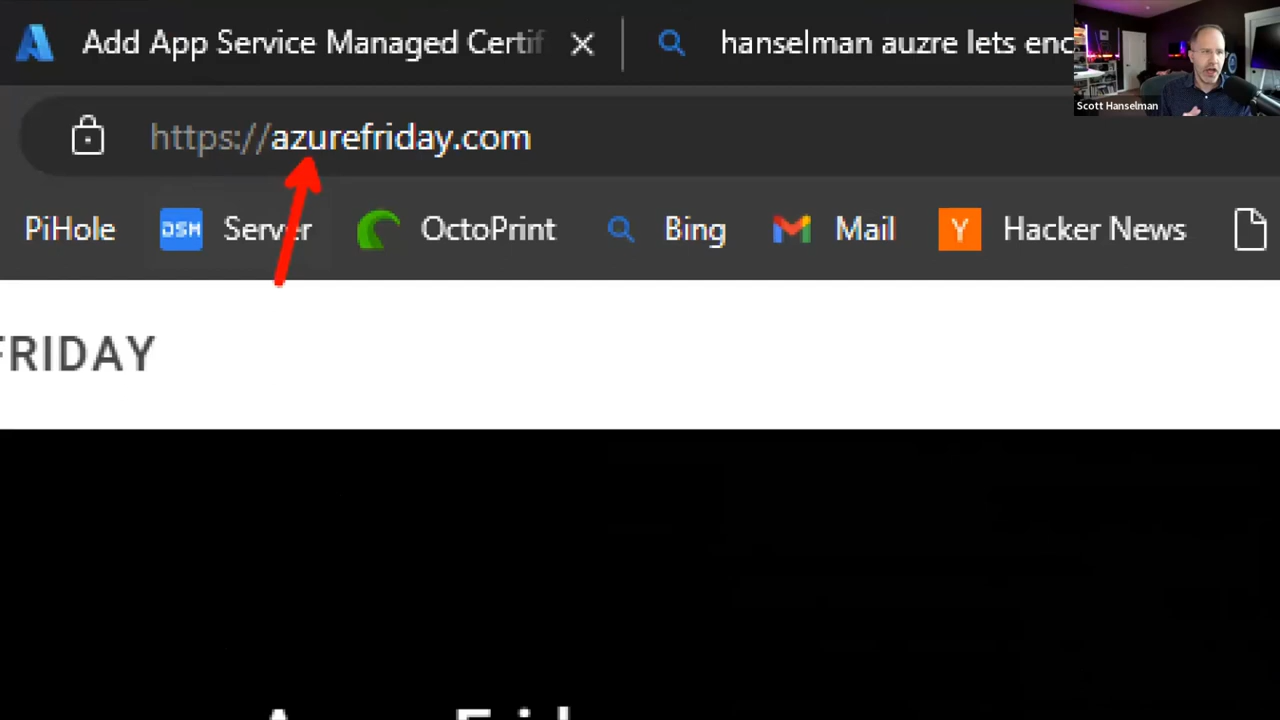 Add App Service Managed Certif
hanselman auzre lets enc
Scott Hanselman
https://azurefriday.com
PiHole
DSM
Server
OctoPrint
Bing
Mail
Y
Hacker News
FRIDAY